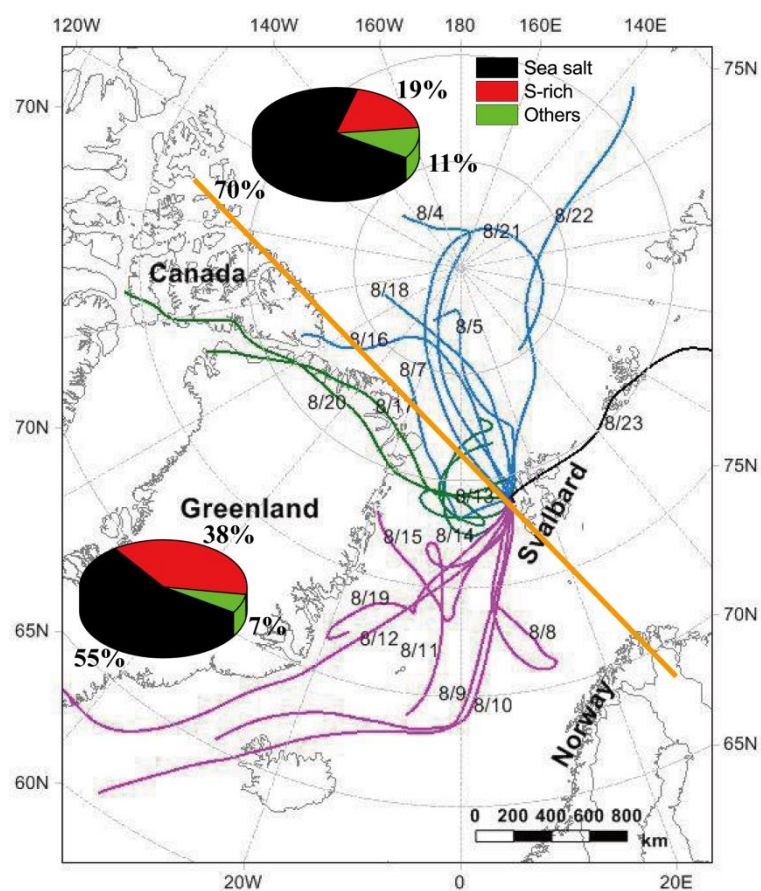 120W 140W 160W 180 160E 140E
75N
70N
Sea salt
S-rich
Others
19%
11%
70%
8/4
8/21
8/22
Canada
8/18
8/5
8/16
8/7
8/20
8/17
8/23
70N
75N
8/13
Svalbard
Greenland
38%
7%
55%
8/15
8/14
8/19
8/12
8/11
8/8
8/9
8/10
70N
65N
Norway
65N
60N
0 200 400 600 800
km
20W 0 20E